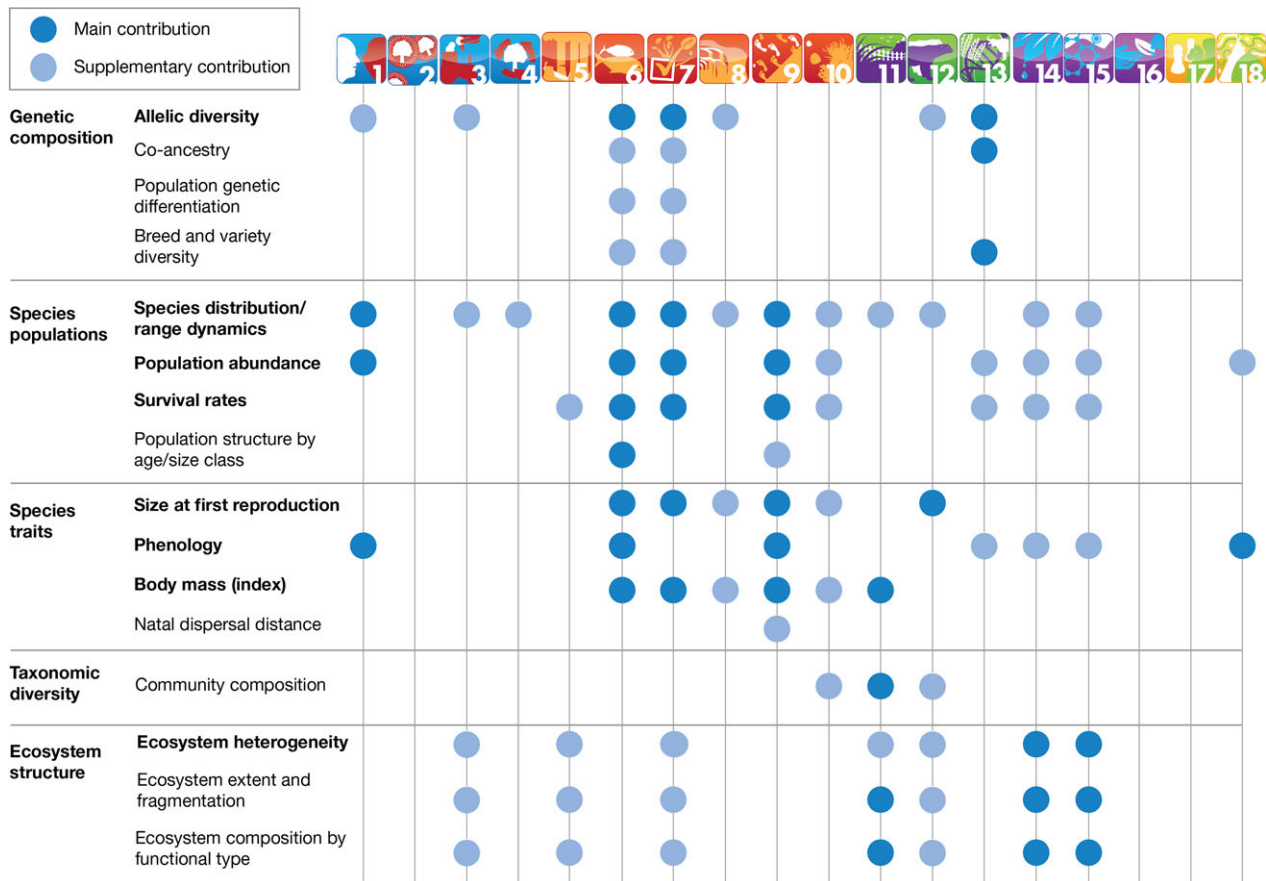 Main contribution
Supplementary contribution
1 2 3 4 5 6 7 8 9 10 11 12 13 14 15 16 17 18
Genetic
composition
Allelic diversity
Co-ancestry
Population genetic
differentiation
Breed and variety
diversity
Species
populations
Species distribution/
range dynamics
Population abundance
Survival rates
Population structure by
age/size class
Species
traits
Size at first reproduction
Phenology
Body mass (index)
Natal dispersal distance
Taxonomic
diversity
Community composition
Ecosystem
structure
Ecosystem heterogeneity
Ecosystem extent and
fragmentation
Ecosystem composition by
functional type